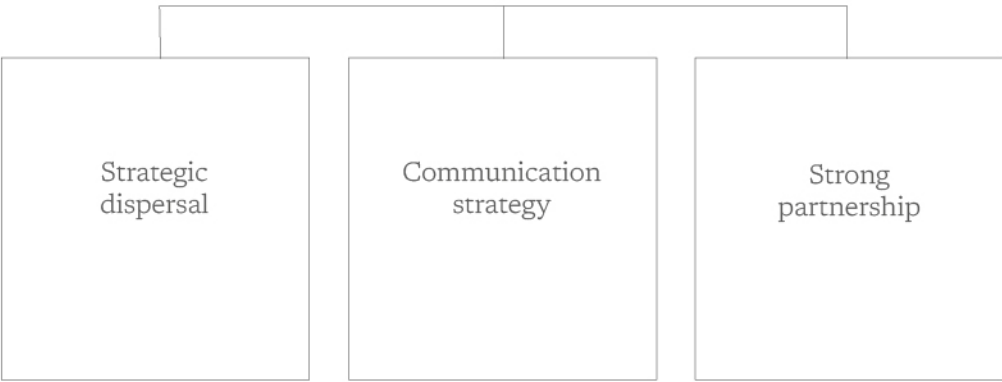 Strategic
dispersal
Communication
strategy
Strong
partnership